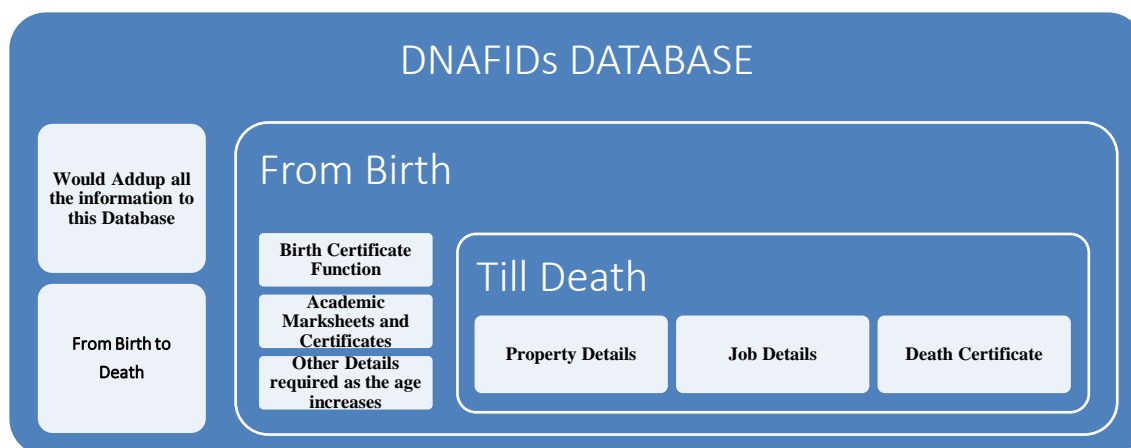 DNAFIDs DATABASE
Would Addup all
the information to
this Database
From Birth to
Death
From Birth
Birth Certificate
Function
Academic
Marksheets and
Certificates
Other Details
required as the age
increases
Till Death
Property Details
Job Details
Death Certificate